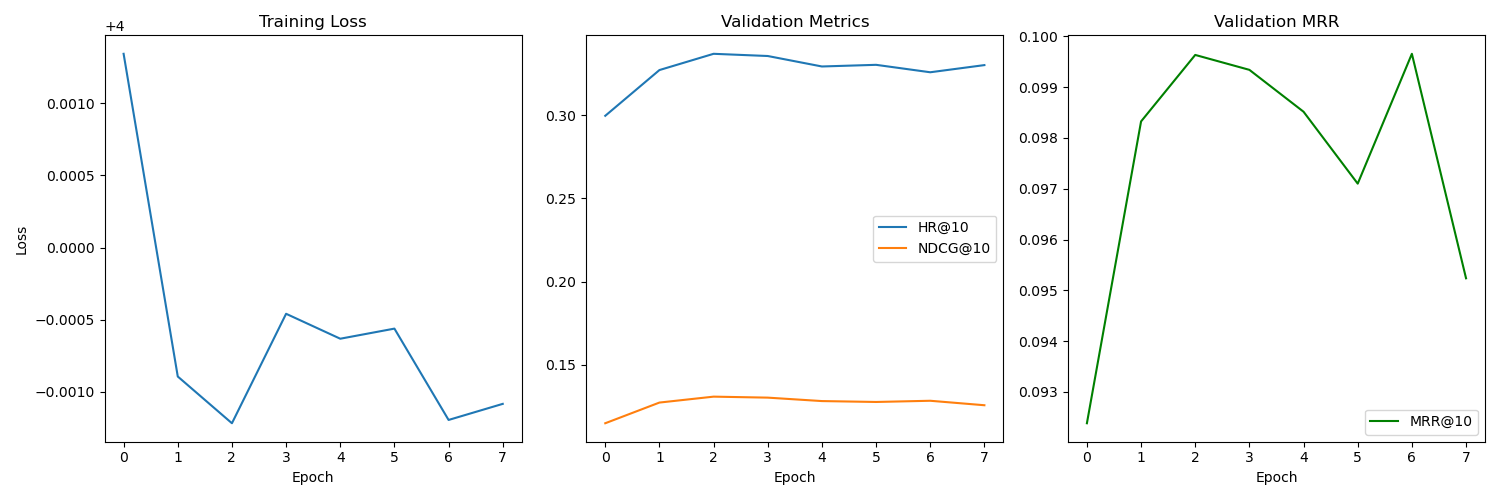 Training Loss
+4
0.0010
0.0005
0.0000
−0.0005
−0.0010
Loss
0 1 2 3 4 5 6 7
Epoch
Validation Metrics
0.30
0.25
0.20
0.15
HR@10
NDCG@10
0 1 2 3 4 5 6 7
Epoch
Validation MRR
0.100
0.099
0.098
0.097
0.096
0.095
0.094
0.093
MRR@10
0 1 2 3 4 5 6 7
Epoch